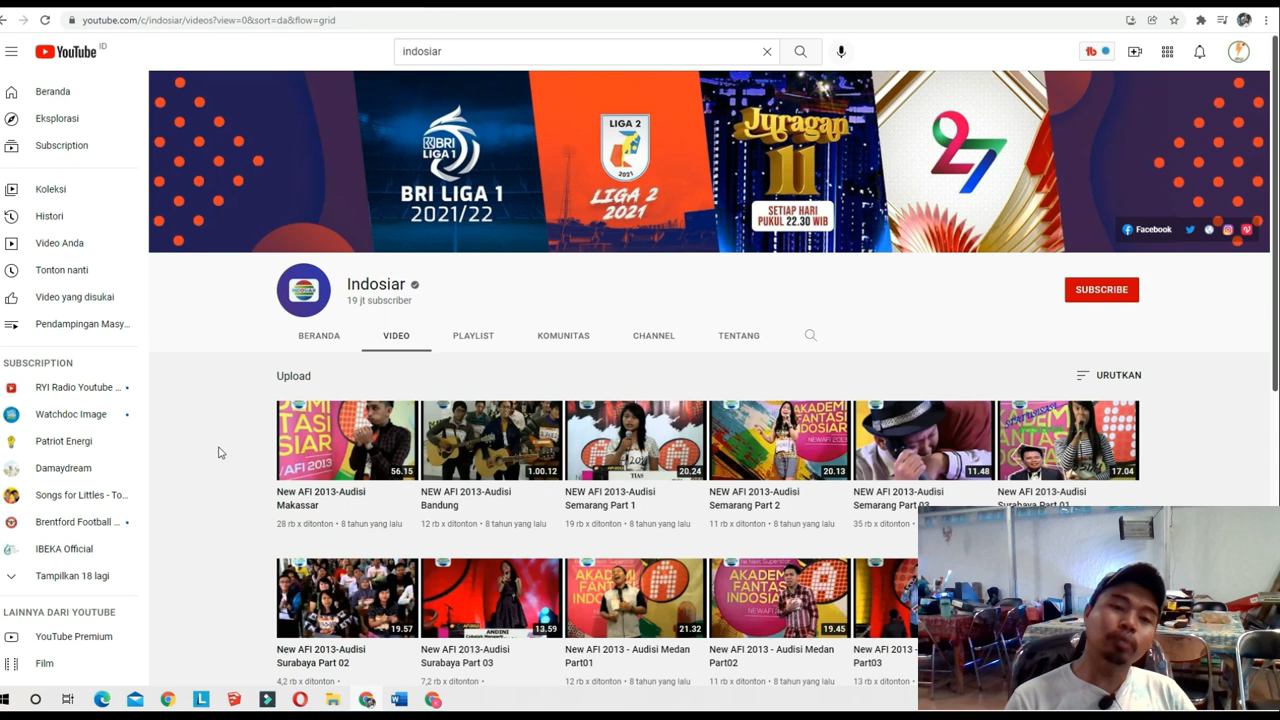 youtube.com/c/indosiar/videos?view=0&sort=da&flow=grid
YouTube ID
indosiar
Beranda
Eksplorasi
Subscription
Koleksi
Histori
Video Anda
Tonton nanti
Video yang disukai
Pendampingan Masy...
SUBSCRIPTION
RYI Radio Youtube ...
Watchdoc Image
Patriot Energi
Damaydream
Songs for Littles - To...
Brentford Football ...
IBEKA Official
Tampilkan 18 lagi
LAINNYA DARI YOUTUBE
YouTube Premium
Film
BRI LIGA 1
BRI LIGA 1
2021/22
LIGA 2
2021
LIGA 2
2021
Juragan
11
SETIAP HARI
PUKUL 22.30 WIB
27
Facebook
Indosiar
19 jt subscriber
SUBSCRIBE
BERANDA
VIDEO
PLAYLIST
KOMUNITAS
CHANNEL
TENTANG
Upload
URUTKAN
56.15
1.00.12
20.24
20.13
11.48
17.04
New AFI 2013-Audisi
Makassar
28 rb x ditonton • 8 tahun yang lalu
New AFI 2013-Audisi
Bandung
12 rb x ditonton • 8 tahun yang lalu
New AFI 2013-Audisi
Semarang Part 1
19 rb x ditonton • 8 tahun yang lalu
New AFI 2013-Audisi
Semarang Part 2
11 rb x ditonton • 8 tahun yang lalu
New AFI 2013-Audisi
Semarang Part 03
35 rb x ditonton
New AFI 2013-Audisi
Surabaya Part 01
19.57
13.59
21.32
19.45
New AFI 2013-Audisi
Surabaya Part 02
4,2 rb x ditonton •
New AFI 2013-Audisi
Surabaya Part 03
7,2 rb x ditonton •
New AFI 2013 - Audisi Medan
Part01
12 rb x ditonton • 8 tahun yang lalu
New AFI 2013 - Audisi Medan
Part02
11 rb x ditonton • 8 tahun yang lalu
New AFI 2013 -
Part03
13 rb x ditonton